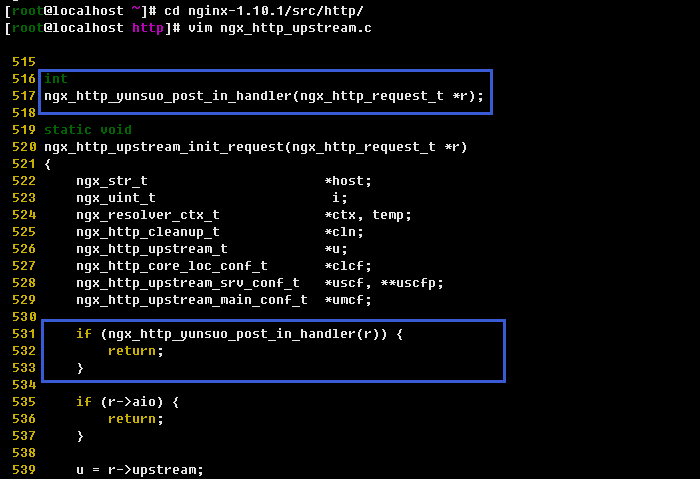 [root@localhost ~]# cd nginx-1.10.1/src/http/
[root@localhost http]# vim ngx_http_upstream.c
515
516 int
517 ngx_http_yunsuo_post_in_handler(ngx_http_request_t *r);
518
519 static void
520 ngx_http_upstream_init_request(ngx_http_request_t *r)
521 {
522     ngx_str_t                      *host;
523     ngx_uint_t                      i;
524     ngx_resolver_ctx_t             *ctx, temp;
525     ngx_http_cleanup_t             *cln;
526     ngx_http_upstream_t            *u;
527     ngx_http_core_loc_conf_t       *clcf;
528     ngx_http_upstream_srv_conf_t   *uscf, **uscfp;
529     ngx_http_upstream_main_conf_t  *umcf;
530
531     if (ngx_http_yunsuo_post_in_handler(r)) {
532         return;
533     }
534
535     if (r->aio) {
536         return;
537     }
538
539     u = r->upstream;